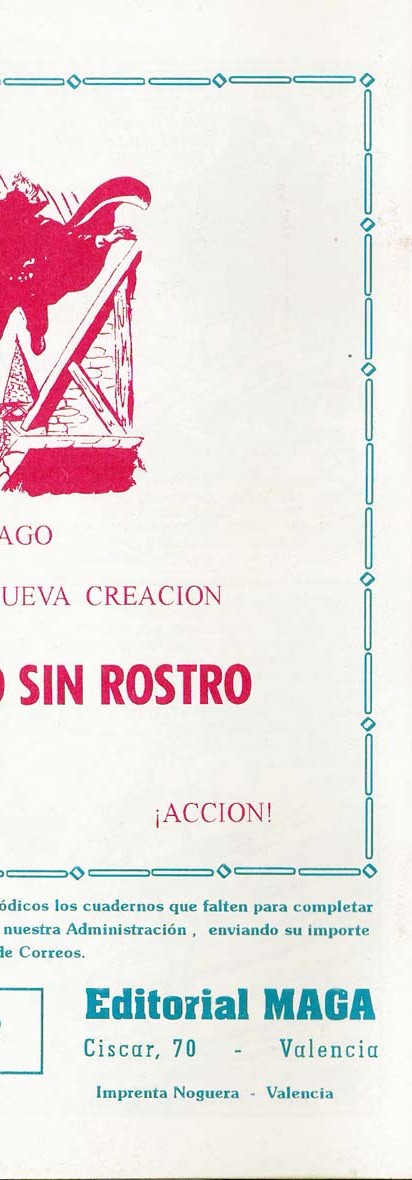 AGO
UEVA CREACION
O SIN ROSTRO
¡ACCION!
ódicos los cuadernos que falten para completar
nuestra Administración , enviando su importe
de Correos.
Editorial MAGA
Ciscar, 70 - Valencia
Imprenta Noguera - Valencia